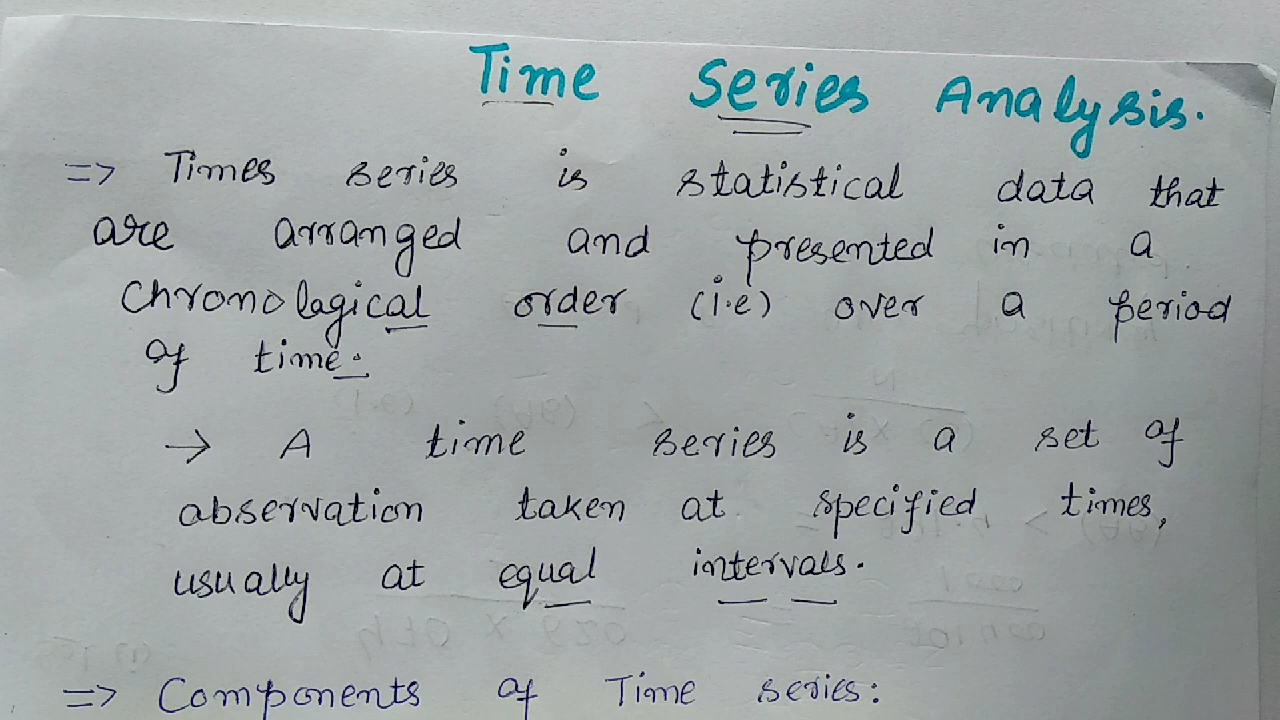 Time Series Analysis.
=> Times series is statistical data that
are arranged and presented in a
Chronological order (i.e) over a period
of time.
→ A time series is a set of
observation taken at specified times,
usually at equal intervals.
=> Components of Time series: